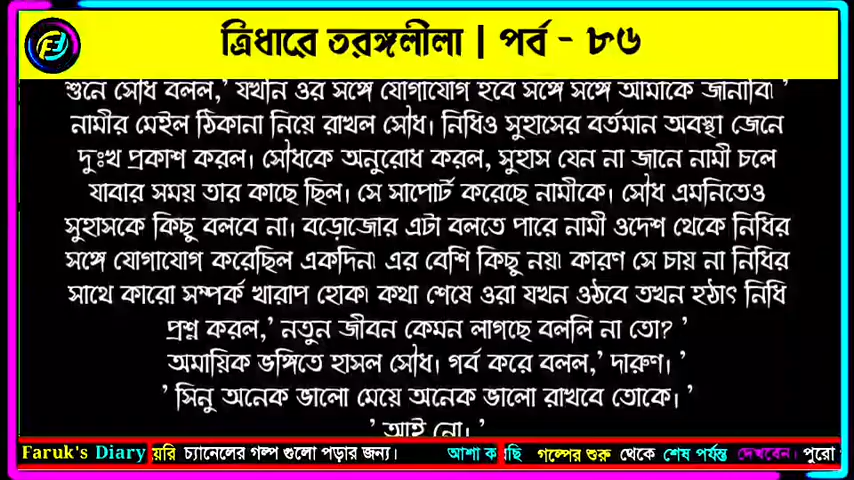 ত্রিধারে তরঙ্গলীলা | পর্ব - ৮৬
শুনে সৌধ বলল,' যখনি ওর সঙ্গে যোগাযোগ হবে সঙ্গে সঙ্গে আমাকে জানাবি। '
নামীর মেইল ঠিকানা নিয়ে রাখল সৌধ। নিধিও সুহাসের বর্তমান অবস্থা জেনে
দুঃখ প্রকাশ করল। সৌধকে অনুরোধ করল, সুহাস যেন না জানে নামী চলে
যাবার সময় তার কাছে ছিল। সে সাপোর্ট করেছে নামীকে। সৌধ এমনিতেও
সুহাসকে কিছু বলবে না। বড়োজোর এটা বলতে পারে নামী ওদেশ থেকে নিধির
সঙ্গে যোগাযোগ করেছিল একদিন। এর বেশি কিছু নয়। কারণ সে চায় না নিধির
সাথে কারো সম্পর্ক খারাপ হোক। কথা শেষে ওরা যখন ওঠবে তখন হঠাৎ নিধি
প্রশ্ন করল,' নতুন জীবন কেমন লাগছে বললি না তো? '
অমায়িক ভঙ্গিতে হাসল সৌধ। গর্ব করে বলল,' দারুণ। '
' সিনু অনেক ভালো মেয়ে অনেক ভালো রাখবে তোকে। '
' আই নো। '
Faruk's Diary য়রি চ্যানেলের গল্প গুলো পড়ার জন্য। আশা করছি গল্পের শুরু থেকে শেষ পর্যন্ত দেখবেন। পুরো